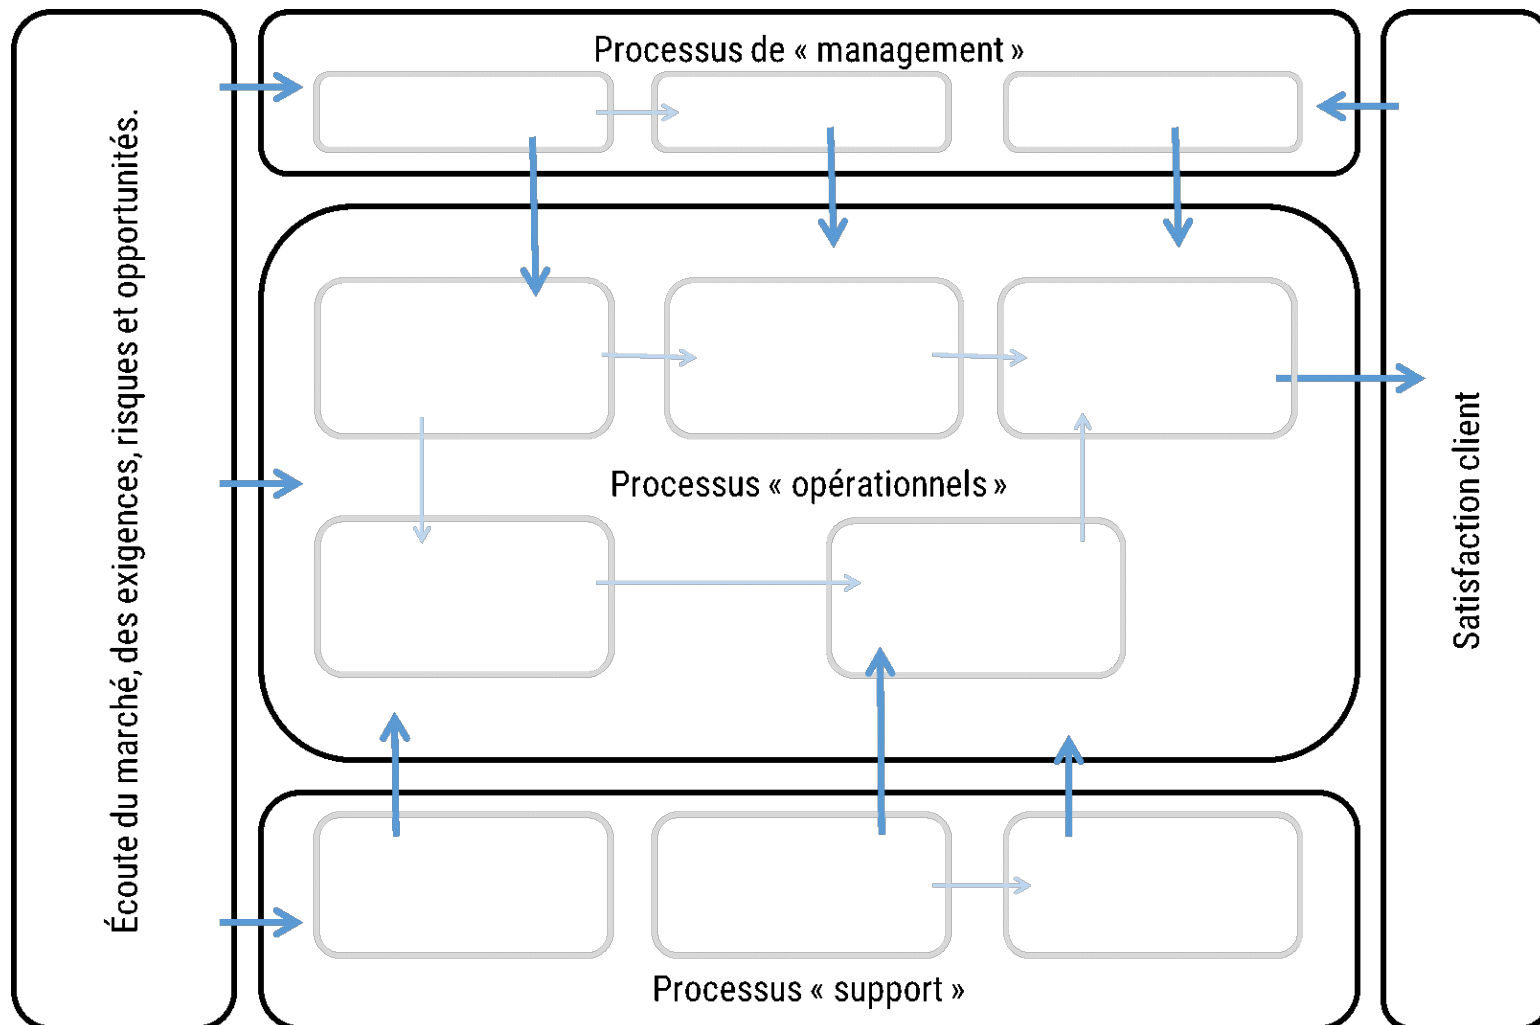 Écoute du marché, des exigences, risques et opportunités.
Processus de « management »
Processus « opérationnels »
Processus « support »
Satisfaction client